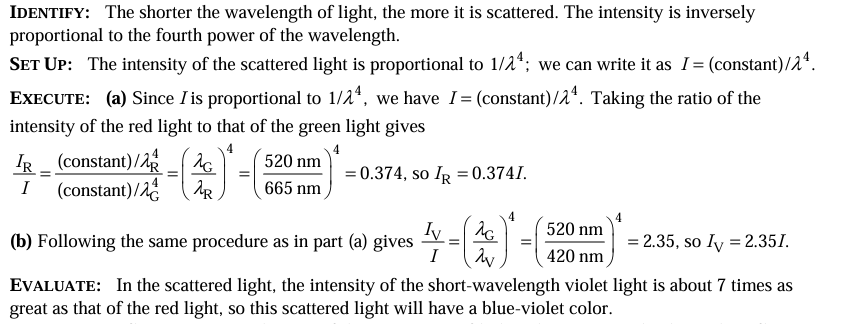 IDENTIFY: The shorter the wavelength of light, the more it is scattered. The intensity is inversely
proportional to the fourth power of the wavelength.
SET UP: The intensity of the scattered light is proportional to 1/λ⁴; we can write it as I = (constant)/λ⁴.
EXECUTE: (a) Since I is proportional to 1/λ⁴, we have I = (constant)/λ⁴. Taking the ratio of the
intensity of the red light to that of the green light gives
I_R/I = ((constant)/λ_R⁴)/((constant)/λ_G⁴) = (λ_G/λ_R)⁴ = (520 nm/665 nm)⁴ = 0.374, so I_R = 0.374I.
(b) Following the same procedure as in part (a) gives I_V/I = (λ_G/λ_V)⁴ = (520 nm/420 nm)⁴ = 2.35, so I_V = 2.35I.
EVALUATE: In the scattered light, the intensity of the short-wavelength violet light is about 7 times as
great as that of the red light, so this scattered light will have a blue-violet color.